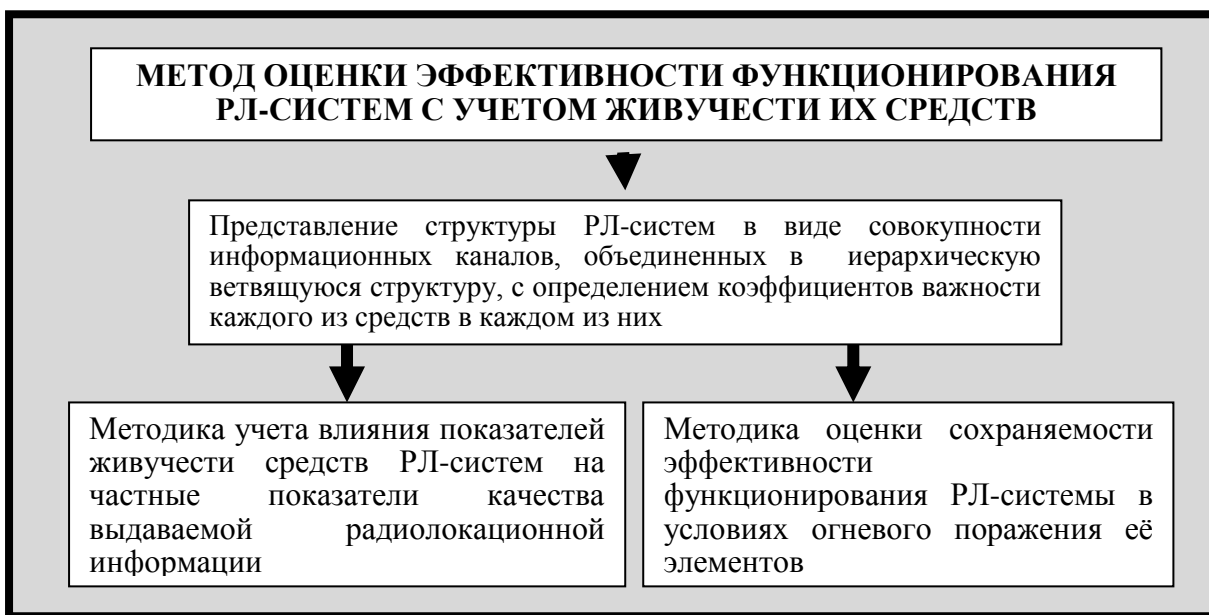 МЕТОД ОЦЕНКИ ЭФФЕКТИВНОСТИ ФУНКЦИОНИРОВАНИЯ
РЛ-СИСТЕМ С УЧЕТОМ ЖИВУЧЕСТИ ИХ СРЕДСТВ
Представление структуры РЛ-систем в виде совокупности
информационных каналов, объединенных в иерархическую
ветвящуюся структуру, с определением коэффициентов важности
каждого из средств в каждом из них
Методика учета влияния показателей
живучести средств РЛ-систем на
частные показатели качества
выдаваемой радиолокационной
информации
Методика оценки сохраняемости
эффективности
функционирования РЛ-системы в
условиях огневого поражения её
элементов